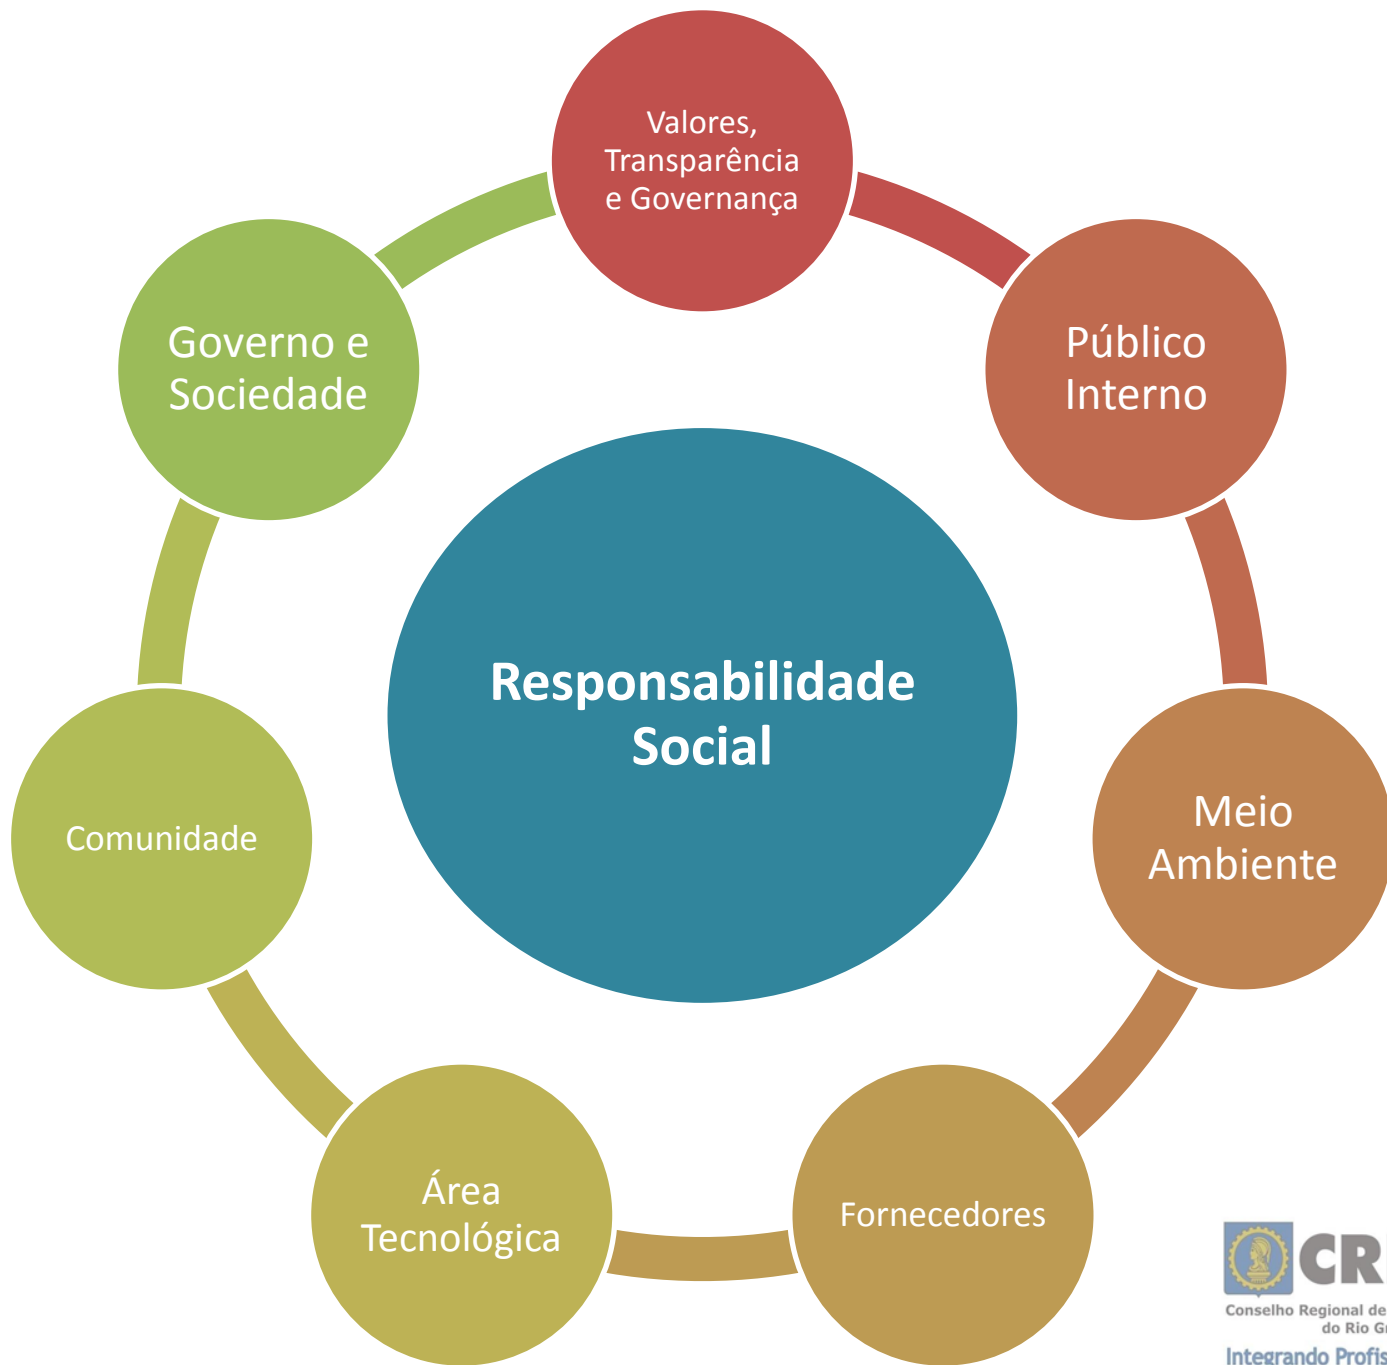 Valores,
Transparência
e Governança
Público
Interno
Meio
Ambiente
Fornecedores
Área
Tecnológica
Comunidade
Governo e
Sociedade
Responsabilidade
Social
CR
Conselho Regional de
do Rio
Integrando